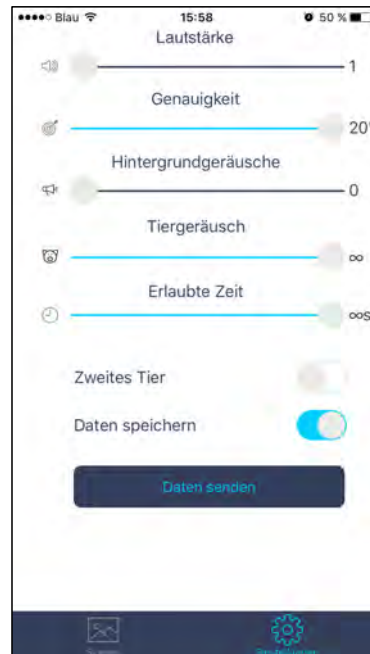 Blau 15:58 50 %
Lautstärke
1
Genauigkeit
20°
Hintergrundgeräusche
0
Tiergeräusch
∞
Erlaubte Zeit
∞s
Zweites Tier
Daten speichern
Daten senden
Einstellungen